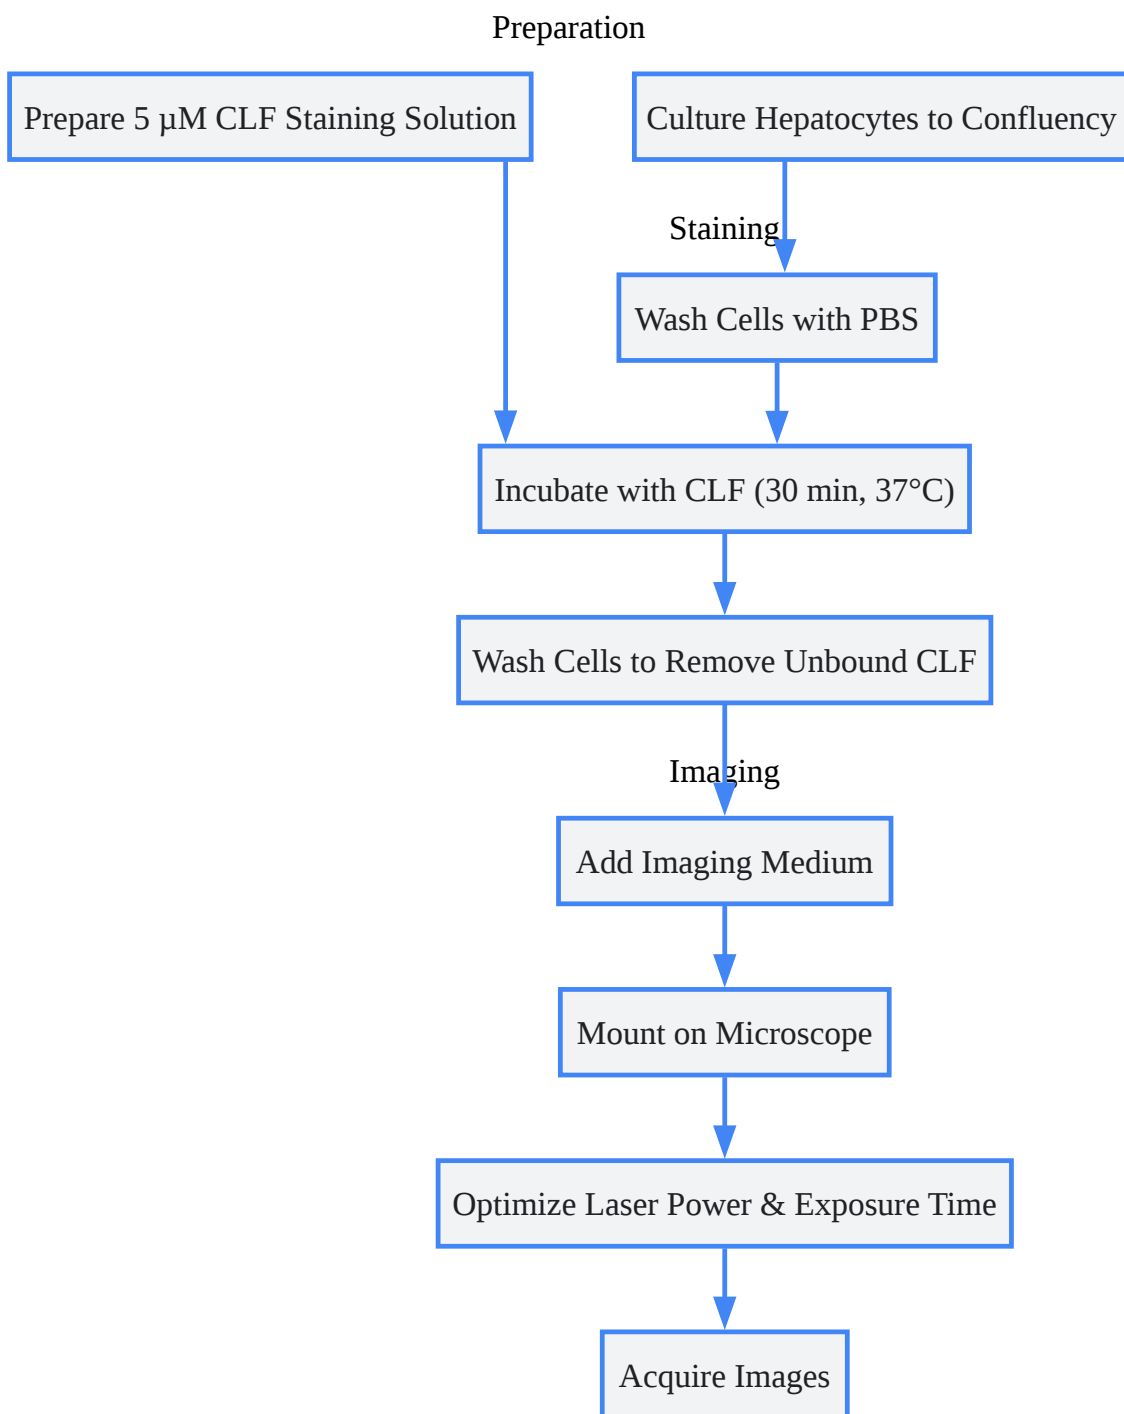 Preparation
Prepare 5 µM CLF Staining Solution
Culture Hepatocytes to Confluency
Staining
Wash Cells with PBS
Incubate with CLF (30 min, 37°C)
Wash Cells to Remove Unbound CLF
Imaging
Add Imaging Medium
Mount on Microscope
Optimize Laser Power & Exposure Time
Acquire Images